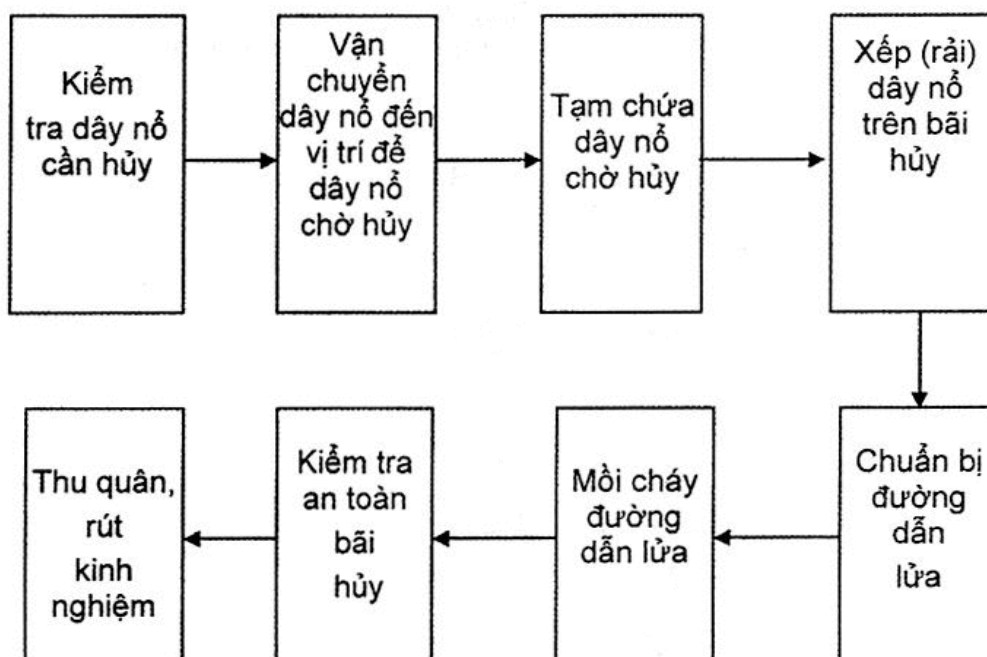 Kiểm
tra dây nổ
cần hủy
Vận
chuyển
dây nổ đến
vị trí để
dây nổ
chờ hủy
Tạm chứa
dây nổ
chờ hủy
Xếp (rải)
dây nổ
trên bãi
hủy
Chuẩn bị
đường
dẫn
lửa
Mồi cháy
đường
dẫn lửa
Kiểm tra
an toàn
bãi
hủy
Thu quân,
rút
kinh
nghiệm